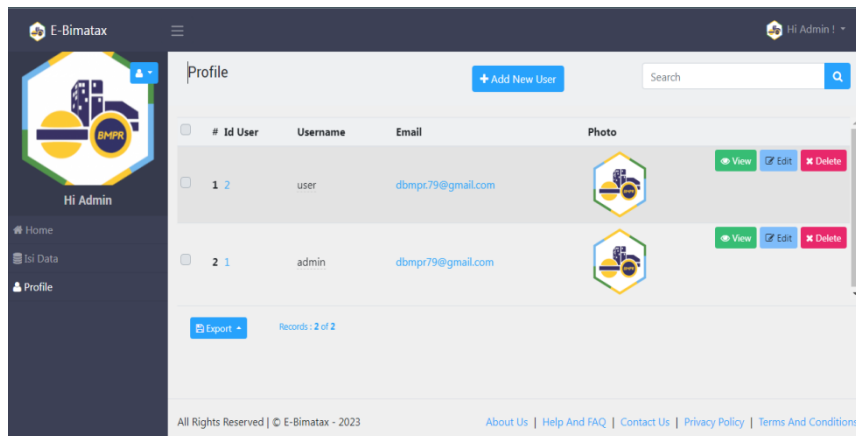 E-Bimatax
Hi Admin !
BMPR
Hi Admin
Home
Isi Data
Profile
Profile
+ Add New User
Search
# Id User Username Email Photo
1 2 user dbmpr.79@gmail.com View Edit Delete
2 1 admin dbmpr79@gmail.com View Edit Delete
Export
Records : 2 of 2
All Rights Reserved | © E-Bimatax - 2023
About Us | Help And FAQ | Contact Us | Privacy Policy | Terms And Conditions